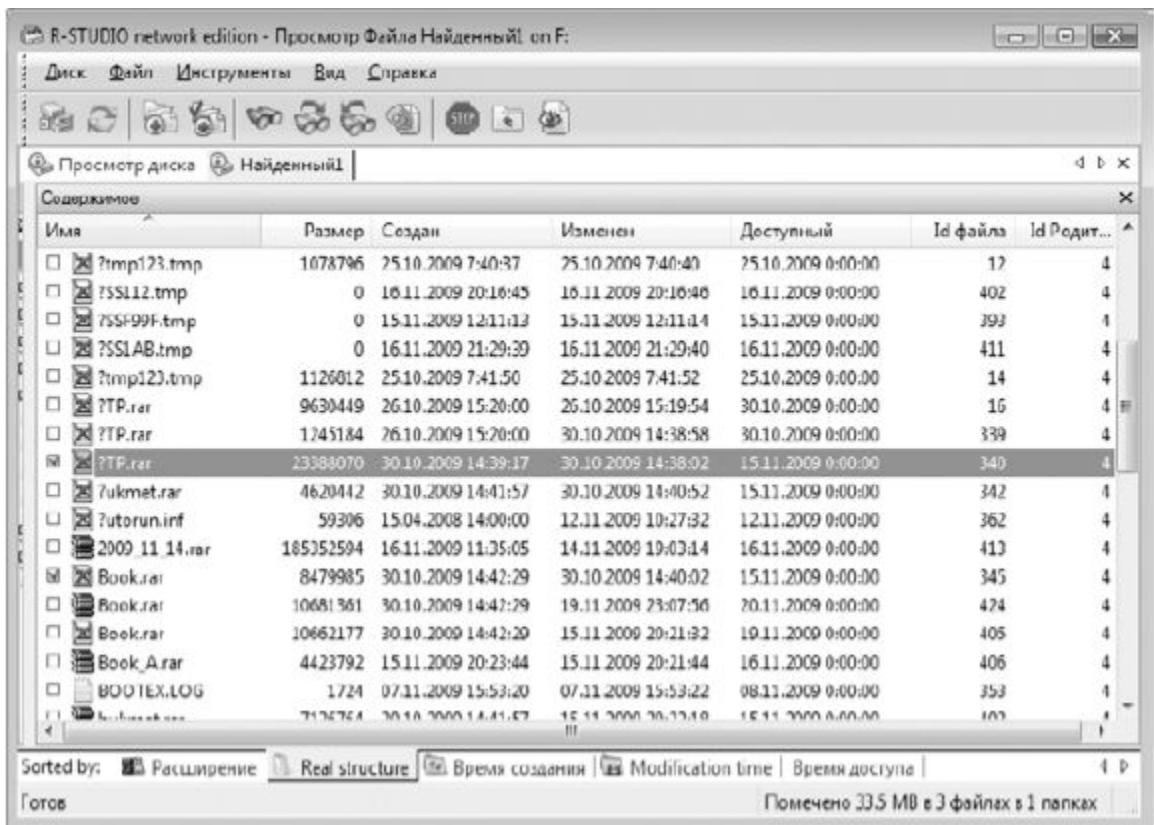 R-STUDIO network edition - Просмотр Файла Найденный1 on F:
Диск Файл Инструменты Вид Справка
STOP
Просмотр диска Найденный1
Содержимое
Имя Размер Создан Изменен Доступный Id файла Id Родит...
?tmp123.tmp 1078796 25.10.2009 7:40:37 25.10.2009 7:40:40 25.10.2009 0:00:00 12 4
?SS112.tmp 0 16.11.2009 20:16:45 16.11.2009 20:16:46 16.11.2009 0:00:00 402 4
?SSF99F.tmp 0 15.11.2009 12:11:13 15.11.2009 12:11:14 15.11.2009 0:00:00 393 4
?SS1AB.tmp 0 16.11.2009 21:29:39 16.11.2009 21:29:40 16.11.2009 0:00:00 411 4
?tmp123.tmp 1126812 25.10.2009 7:41:50 25.10.2009 7:41:52 25.10.2009 0:00:00 14 4
?TP.rar 9630449 26.10.2009 15:20:00 26.10.2009 15:19:54 30.10.2009 0:00:00 16 4
?TP.rar 1245184 26.10.2009 15:20:00 30.10.2009 14:38:58 30.10.2009 0:00:00 339 4
?TP.rar 23388070 30.10.2009 14:39:17 30.10.2009 14:38:02 15.11.2009 0:00:00 340 4
?ukmet.rar 4620442 30.10.2009 14:41:57 30.10.2009 14:40:52 15.11.2009 0:00:00 342 4
?utorun.inf 59306 15.04.2008 14:00:00 12.11.2009 10:27:32 12.11.2009 0:00:00 362 4
2009_11_14.rar 185352594 16.11.2009 11:35:05 14.11.2009 19:03:14 16.11.2009 0:00:00 413 4
Book.rar 8479985 30.10.2009 14:42:29 30.10.2009 14:40:02 15.11.2009 0:00:00 345 4
Book.rar 10681361 30.10.2009 14:42:29 19.11.2009 23:07:56 20.11.2009 0:00:00 424 4
Book.rar 10662177 30.10.2009 14:42:29 15.11.2009 20:21:32 19.11.2009 0:00:00 405 4
Book_A.rar 4423792 15.11.2009 20:23:44 15.11.2009 20:21:44 16.11.2009 0:00:00 406 4
BOOTEX.LOG 1724 07.11.2009 15:53:20 07.11.2009 15:53:22 08.11.2009 0:00:00 353 4
Sorted by: Расширение Real structure Время создания Modification time Время доступа
Готов Помечено 33.5 MB в 3 файлах в 1 папках